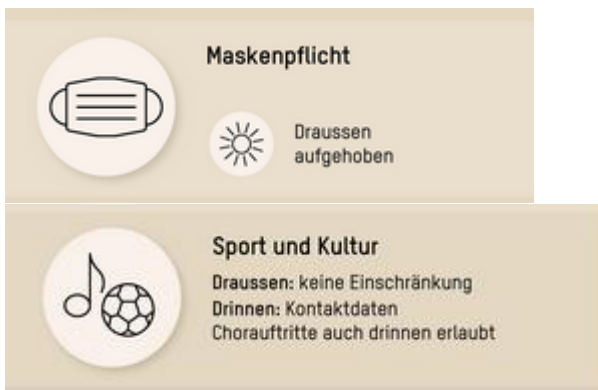 Maskenpflicht
Draussen
aufgehoben
Sport und Kultur
Draussen: keine Einschränkung
Drinnen: Kontaktdaten
Chorauftritte auch drinnen erlaubt